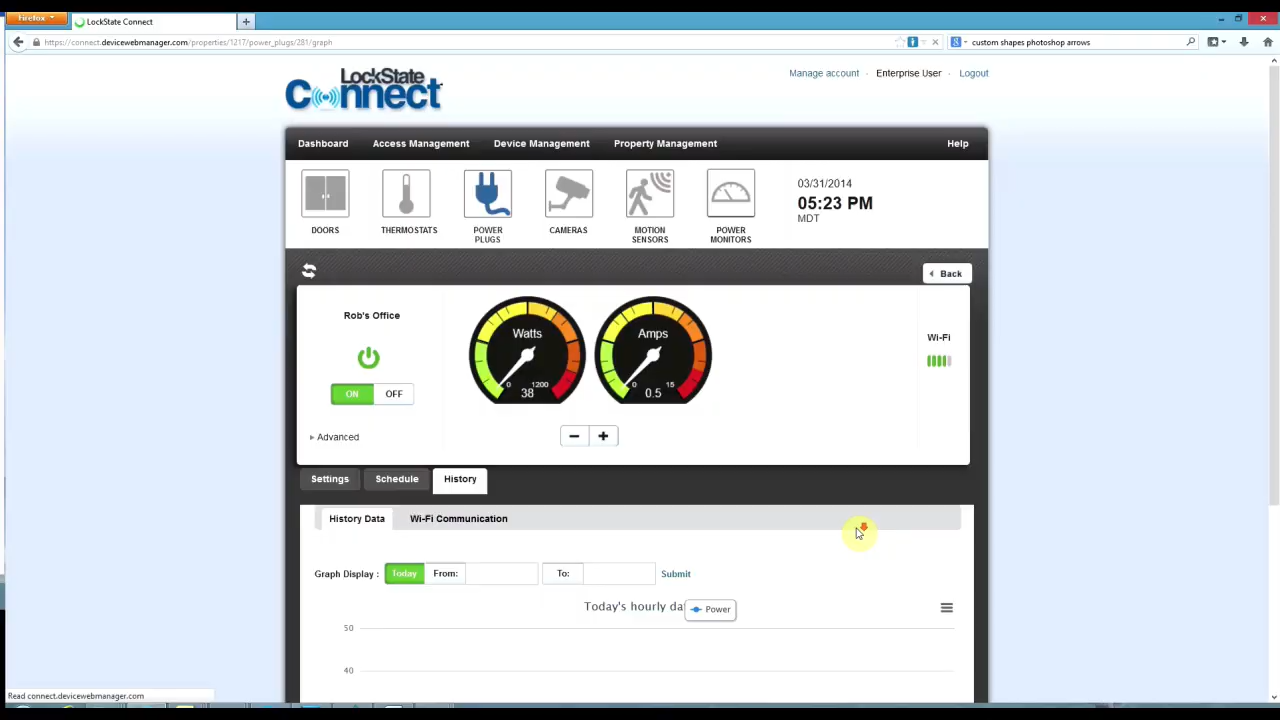 Firefox
LockState Connect
https://connect.devicewebmanager.com/properties/1217/power_plugs/281/graph
custom shapes photoshop arrows
LockState
Connect
Manage account
Enterprise User
Logout
Dashboard
Access Management
Device Management
Property Management
Help
DOORS
THERMOSTATS
POWER
PLUGS
CAMERAS
MOTION
SENSORS
POWER
MONITORS
03/31/2014
05:23 PM
MDT
Back
Rob's Office
ON
OFF
Advanced
Watts
0
1200
38
Amps
0
15
0.5
− +
Wi-Fi
Settings
Schedule
History
History Data
Wi-Fi Communication
Graph Display :
Today
From:
To:
Submit
Today's hourly da
Power
50
40
Read connect.devicewebmanager.com